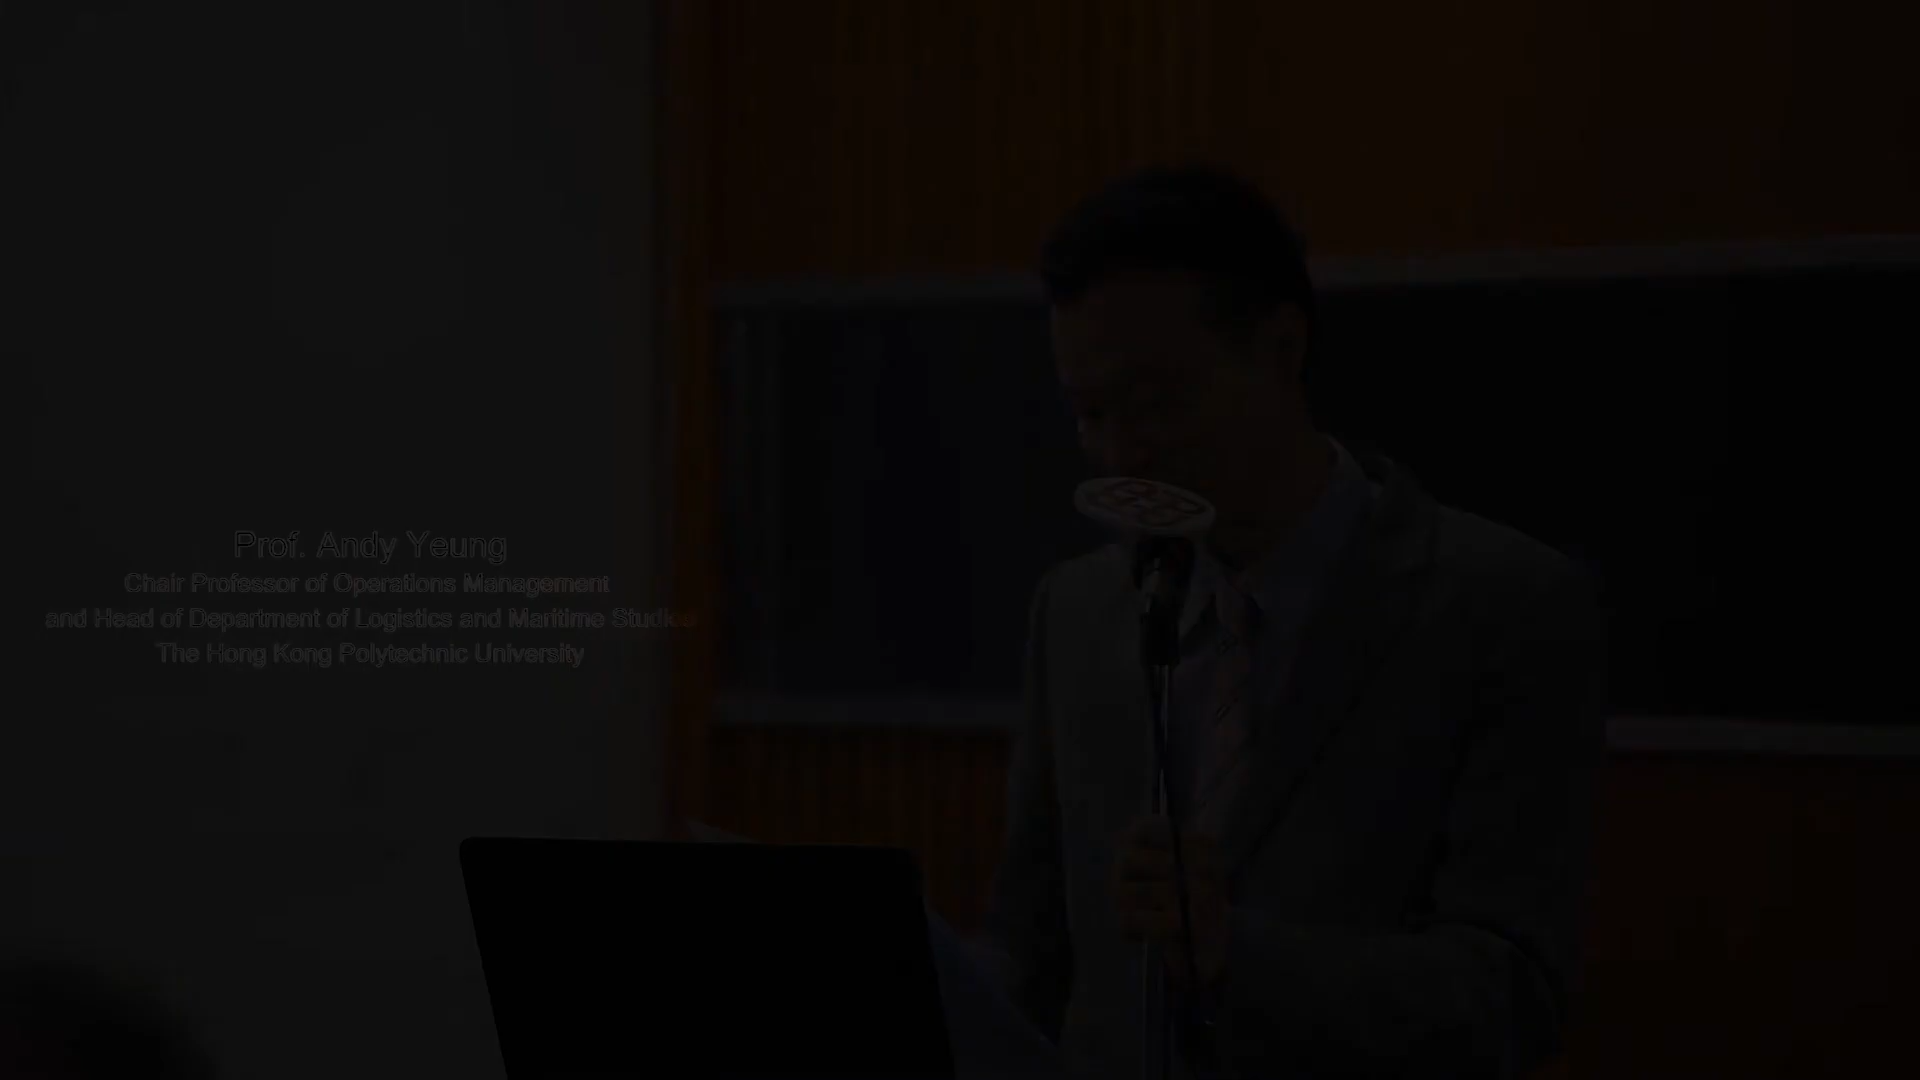 Prof. Andy Yeung
Chair Professor of Operations Management
and Head of Department of Logistics and Maritime Studies
The Hong Kong Polytechnic University